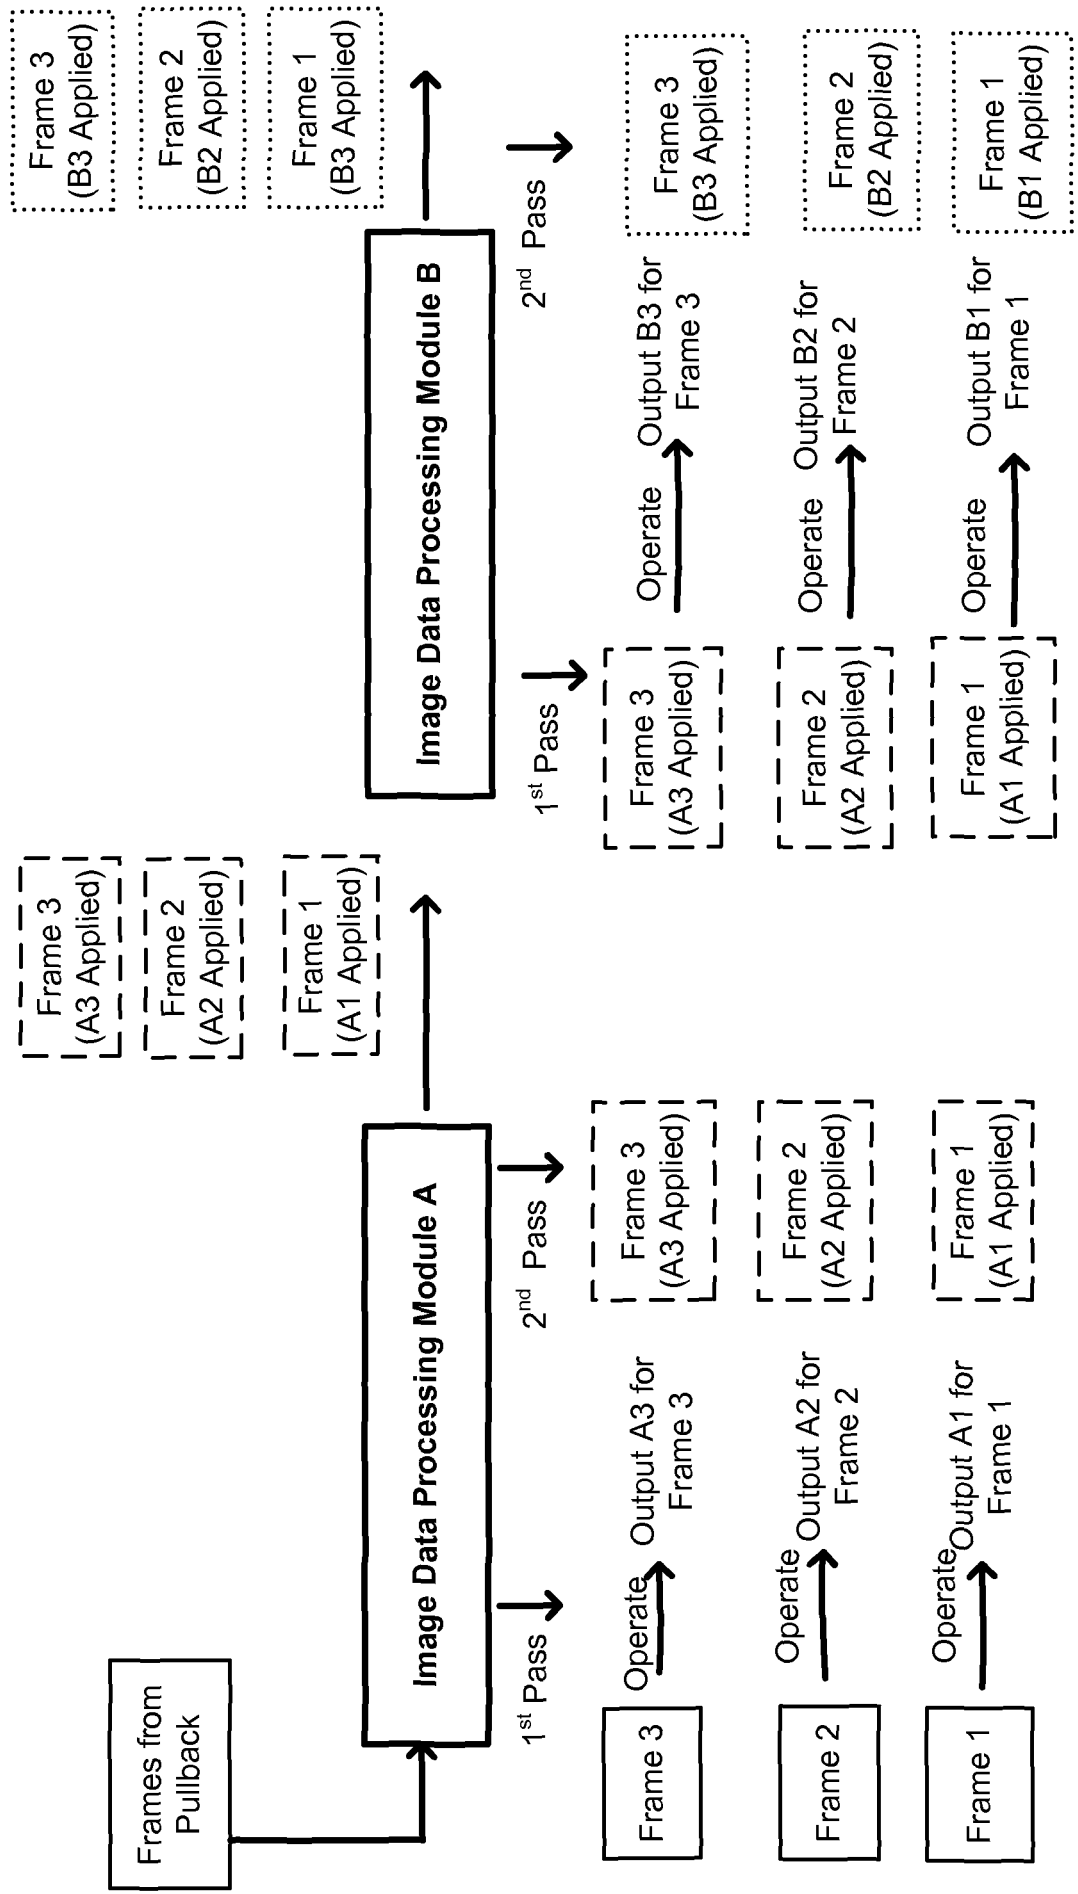 Frames from
Pullback
Frame 3
(A3 Applied)
Frame 2
(A2 Applied)
Frame 1
(A1 Applied)
Frame 3
(B3 Applied)
Frame 2
(B2 Applied)
Frame 1
(B3 Applied)
Image Data Processing Module A
Image Data Processing Module B
1st Pass
2nd Pass
1st Pass
2nd Pass
Frame 3
Operate
Output A3 for
Frame 3
Frame 3
(A3 Applied)
Frame 3
(A3 Applied)
Operate
Output B3 for
Frame 3
Frame 3
(B3 Applied)
Frame 2
Operate
Output A2 for
Frame 2
Frame 2
(A2 Applied)
Frame 2
(A2 Applied)
Operate
Output B2 for
Frame 2
Frame 2
(B2 Applied)
Frame 1
Operate
Output A1 for
Frame 1
Frame 1
(A1 Applied)
Frame 1
(A1 Applied)
Operate
Output B1 for
Frame 1
Frame 1
(B1 Applied)